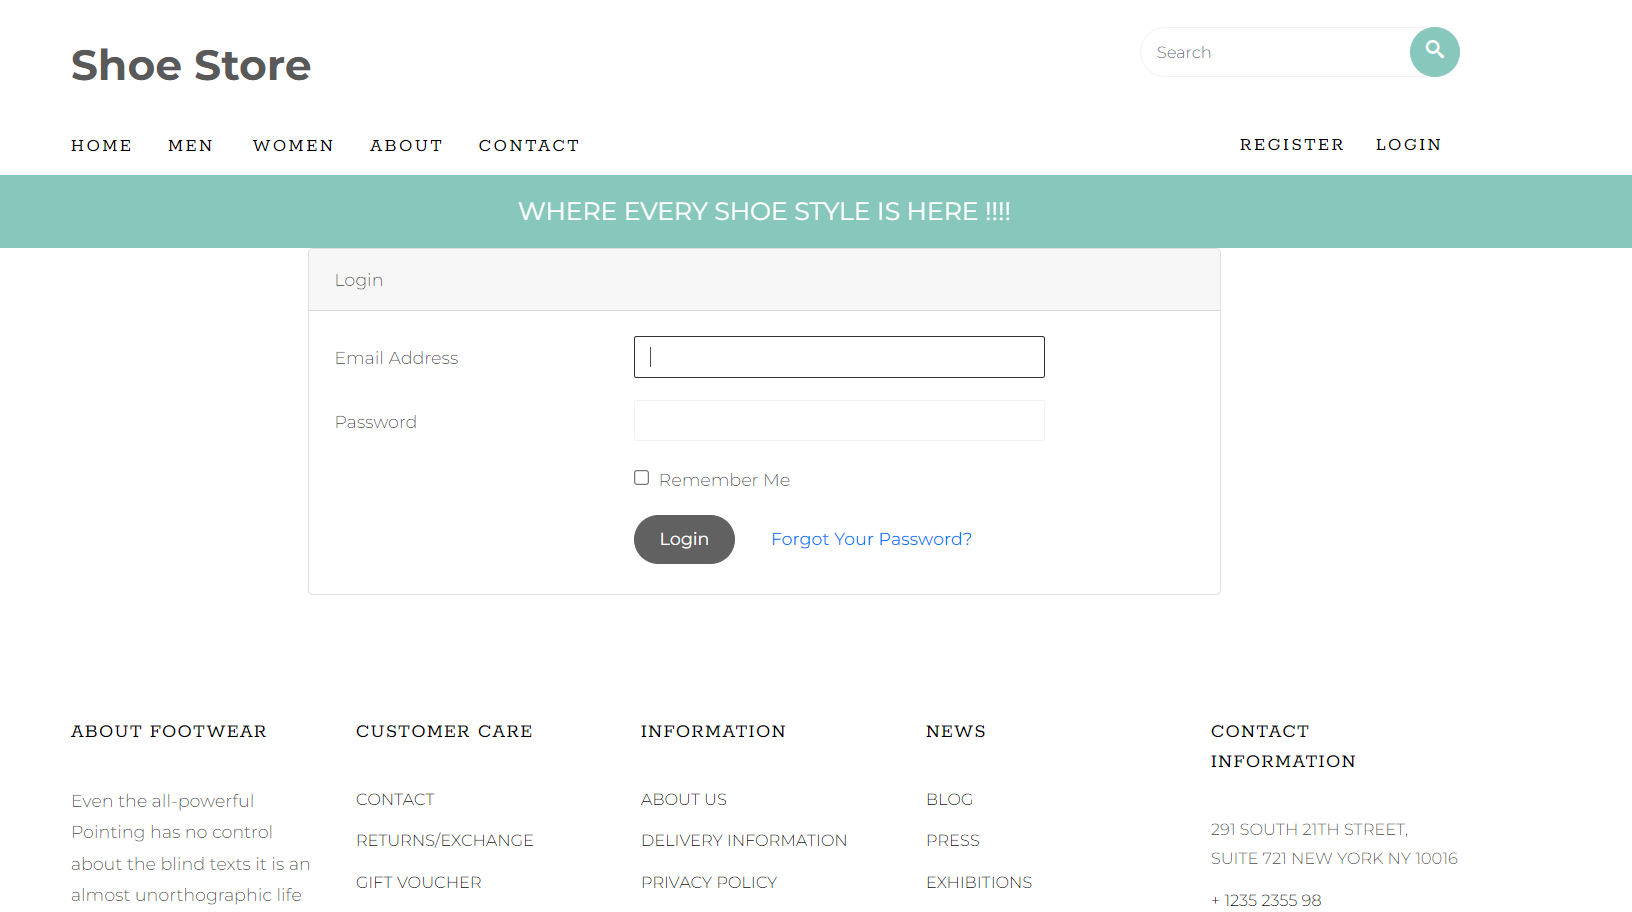 Shoe Store
Search
HOME MEN WOMEN ABOUT CONTACT REGISTER LOGIN
WHERE EVERY SHOE STYLE IS HERE !!!!
Login
Email Address
Password
Remember Me
Login Forgot Your Password?
ABOUT FOOTWEAR
Even the all-powerful
Pointing has no control
about the blind texts it is an
almost unorthographic life
CUSTOMER CARE
CONTACT
RETURNS/EXCHANGE
GIFT VOUCHER
INFORMATION
ABOUT US
DELIVERY INFORMATION
PRIVACY POLICY
NEWS
BLOG
PRESS
EXHIBITIONS
CONTACT
INFORMATION
291 SOUTH 21TH STREET,
SUITE 721 NEW YORK NY 10016
+ 1235 2355 98